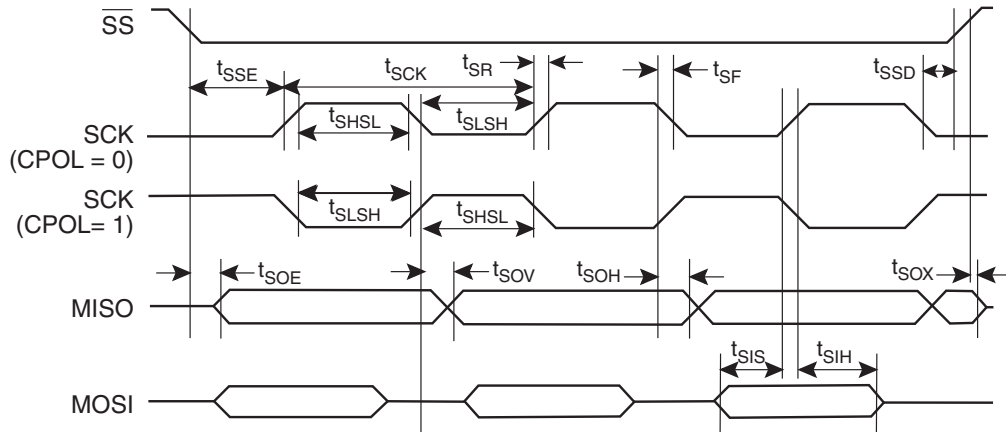 SS
tSSE
tSCK
tSR
tSF
tSSD
SCK
(CPOL = 0)
tSHSL
tSLSH
SCK
(CPOL= 1)
tSLSH
tSHSL
tSOE
tSOV
tSOH
tSOX
MISO
tSIS
tSIH
MOSI